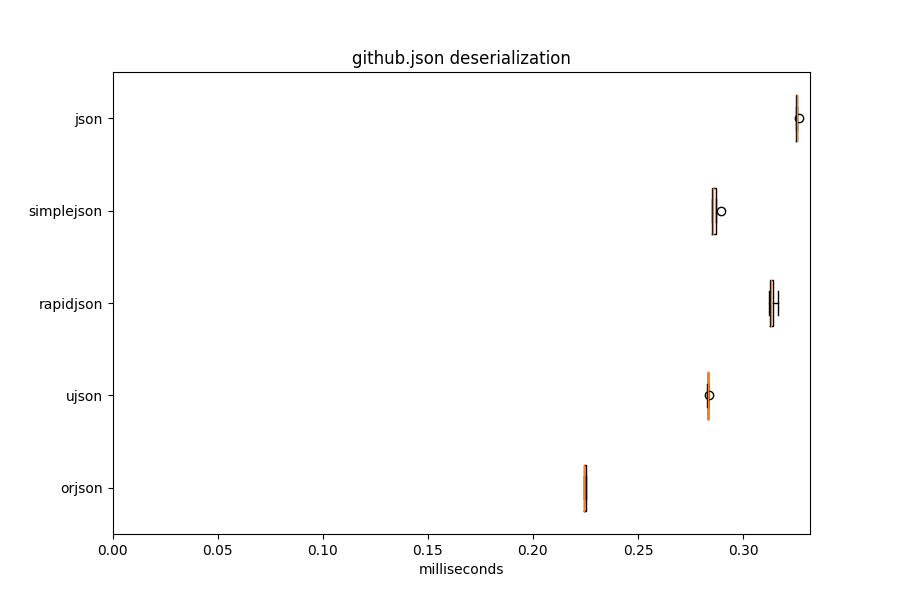 github.json deserialization
json
simplejson
rapidjson
ujson
orjson
0.00 0.05 0.10 0.15 0.20 0.25 0.30
milliseconds